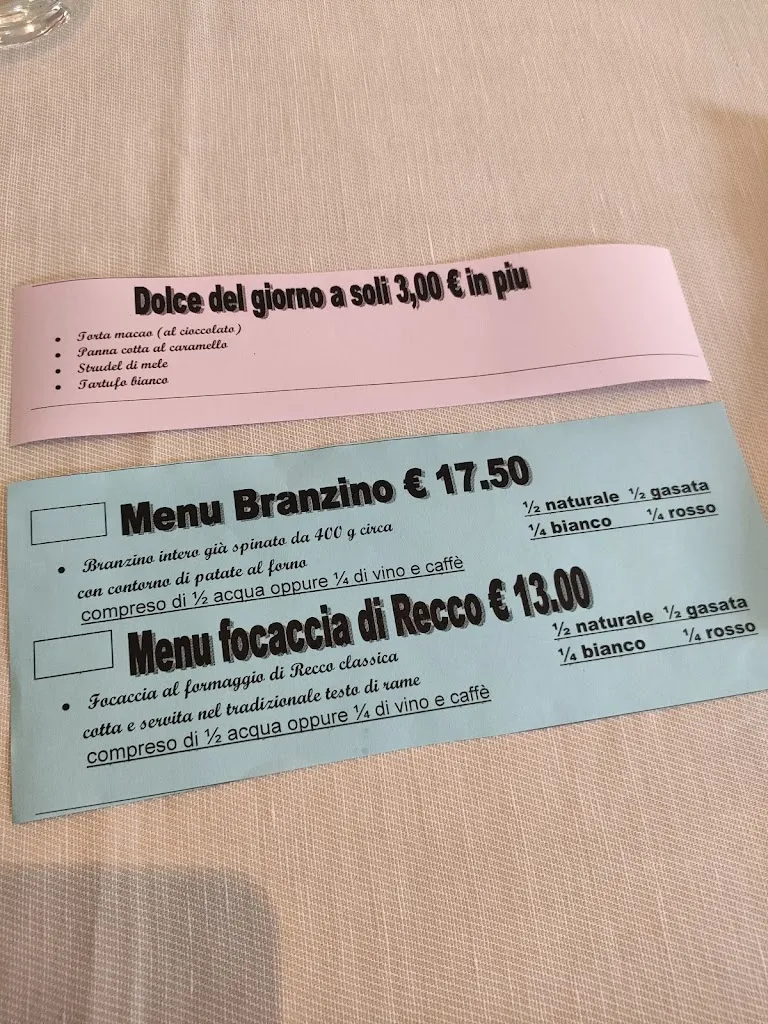 Dolce del giorno a soli 3,00 € in piu
• Torta macao (al cioccolato)
• Panna cotta al caramello
• Strudel di mele
• Tartufo bianco
Menu Branzino € 17.50
½ naturale ½ gasata
¼ bianco ¼ rosso
• Branzino intero già spinato da 400 g circa
con contorno di patate al forno
compreso di ½ acqua oppure ¼ di vino e caffè
Menu focaccia di Recco € 13.00
½ naturale ½ gasata
¼ bianco ¼ rosso
• Focaccia al formaggio di Recco classica
cotta e servita nel tradizionale testo di rame
compreso di ½ acqua oppure ¼ di vino e caffè